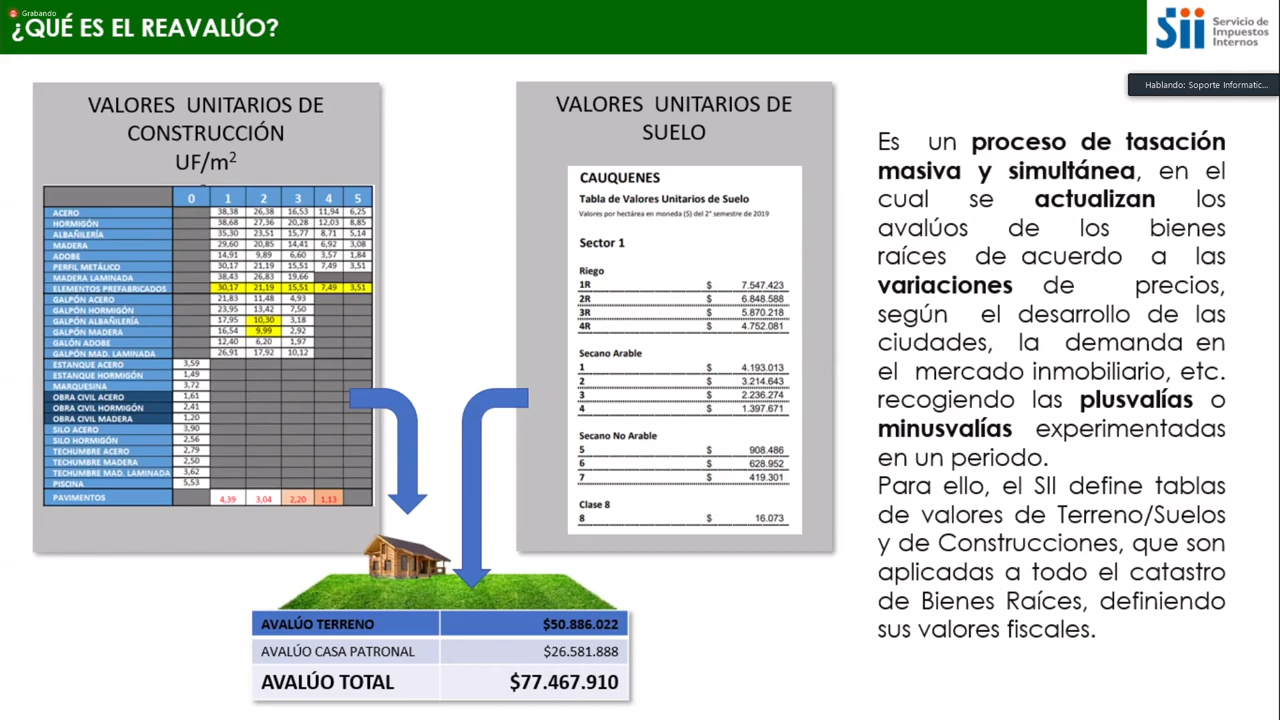 Grabando
¿QUÉ ES EL REAVALÚO?
Sii Servicio de
Impuestos
Internos
Hablando: Soporte Informatic...
VALORES UNITARIOS DE
CONSTRUCCIÓN
UF/m²
0 1 2 3 4 5
ACERO 38,38 26,38 16,53 11,94 6,25
HORMIGÓN 38,68 27,36 20,28 12,03 8,85
ALBAÑILERÍA 35,30 23,51 15,77 8,71 5,14
MADERA 29,60 20,85 14,41 6,92 3,08
ADOBE 14,91 9,89 6,60 3,57 1,84
PERFIL METÁLICO 30,17 21,19 15,51 7,49 3,51
MADERA LAMINADA 38,43 26,83 19,66
ELEMENTOS PREFABRICADOS 30,17 21,19 15,51 7,49 3,51
GALPÓN ACERO 21,83 11,48 4,93
GALPÓN HORMIGÓN 23,95 13,42 7,50
GALPÓN ALBAÑILERÍA 17,95 10,30 3,18
GALPÓN MADERA 16,54 9,99 2,92
GALÓN ADOBE 12,40 6,20 1,97
GALPÓN MAD. LAMINADA 26,91 17,92 10,12
ESTANQUE ACERO 3,59
ESTANQUE HORMIGÓN 1,49
MARQUESINA 3,72
OBRA CIVIL ACERO 1,61
OBRA CIVIL HORMIGÓN 2,41
OBRA CIVIL MADERA 1,20
SILO ACERO 3,90
SILO HORMIGÓN 2,56
TECHUMBRE ACERO 2,79
TECHUMBRE MADERA 2,50
TECHUMBRE MAD. LAMINADA 3,62
PISCINA 5,53
PAVIMENTOS 4,39 3,04 2,20 1,13
VALORES UNITARIOS DE
SUELO
CAUQUENES
Tabla de Valores Unitarios de Suelo
Valores por hectárea en moneda ($) del 2° semestre de 2019
Sector 1
Riego
1R $ 7.547.423
2R $ 6.848.588
3R $ 5.870.218
4R $ 4.752.081
Secano Arable
1 $ 4.193.013
2 $ 3.214.643
3 $ 2.236.274
4 $ 1.397.671
Secano No Arable
5 $ 908.486
6 $ 628.952
7 $ 419.301
Clase 8
8 $ 16.073
AVALÚO TERRENO $50.886.022
AVALÚO CASA PATRONAL $26.581.888
AVALÚO TOTAL $77.467.910
Es un proceso de tasación
masiva y simultánea, en el
cual se actualizan los
avalúos de los bienes
raíces de acuerdo a las
variaciones de precios,
según el desarrollo de las
ciudades, la demanda en
el mercado inmobiliario, etc.
recogiendo las plusvalías o
minusvalías experimentadas
en un periodo.
Para ello, el SII define tablas
de valores de Terreno/Suelos
y de Construcciones, que son
aplicadas a todo el catastro
de Bienes Raíces, definiendo
sus valores fiscales.